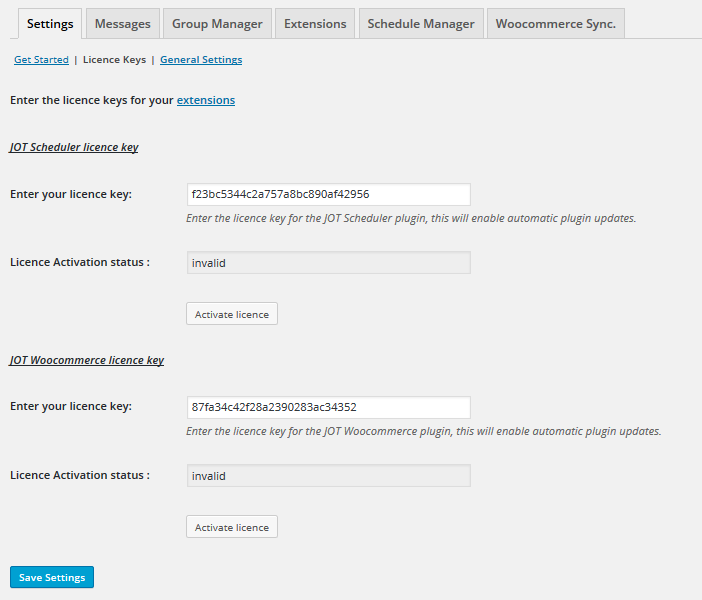 Settings Messages Group Manager Extensions Schedule Manager Woocommerce Sync.
Get Started | Licence Keys | General Settings
Enter the licence keys for your extensions
JOT Scheduler licence key
Enter your licence key: f23bc5344c2a757a8bc890af42956
Enter the licence key for the JOT Scheduler plugin, this will enable automatic plugin updates.
Licence Activation status : invalid
Activate licence
JOT Woocommerce licence key
Enter your licence key: 87fa34c42f28a2390283ac34352
Enter the licence key for the JOT Woocommerce plugin, this will enable automatic plugin updates.
Licence Activation status : invalid
Activate licence
Save Settings